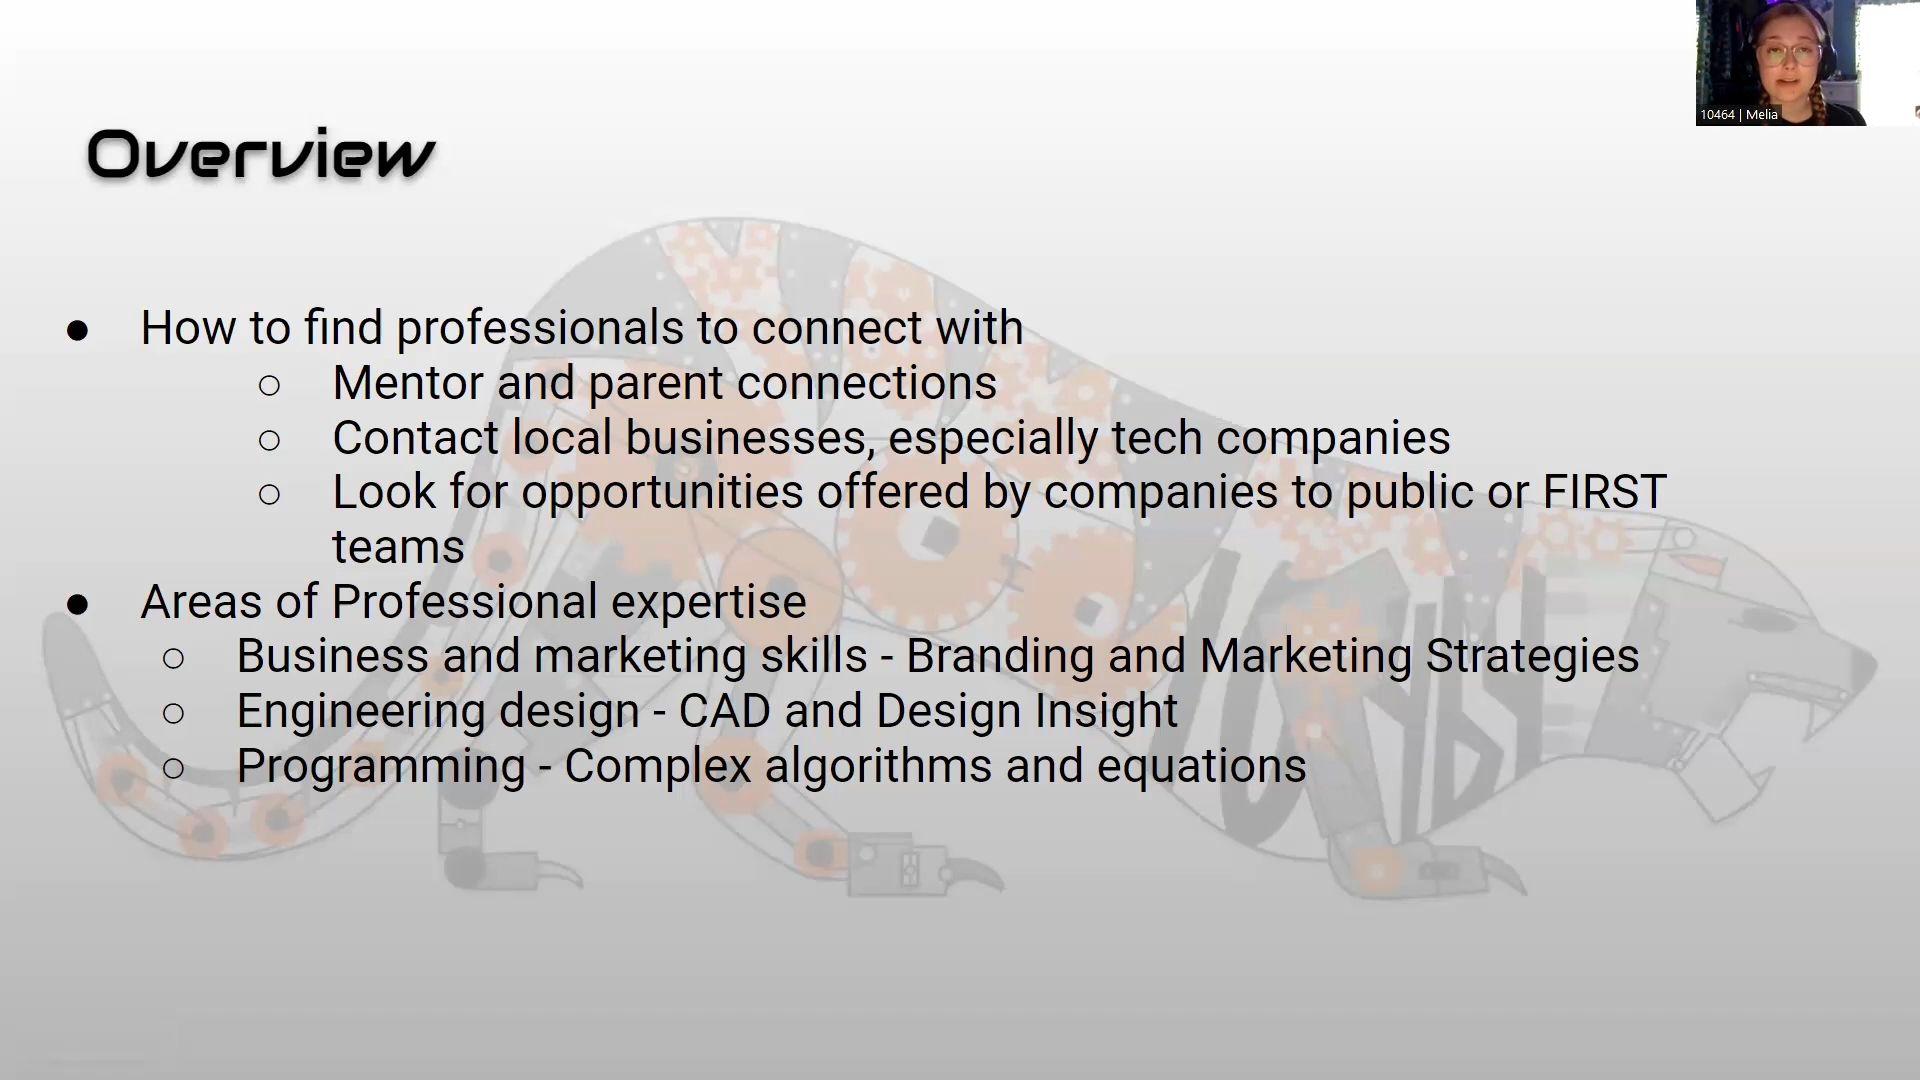 10464 | Melia
Overview
● How to find professionals to connect with
○ Mentor and parent connections
○ Contact local businesses, especially tech companies
○ Look for opportunities offered by companies to public or FIRST
teams
● Areas of Professional expertise
○ Business and marketing skills - Branding and Marketing Strategies
○ Engineering design - CAD and Design Insight
○ Programming - Complex algorithms and equations